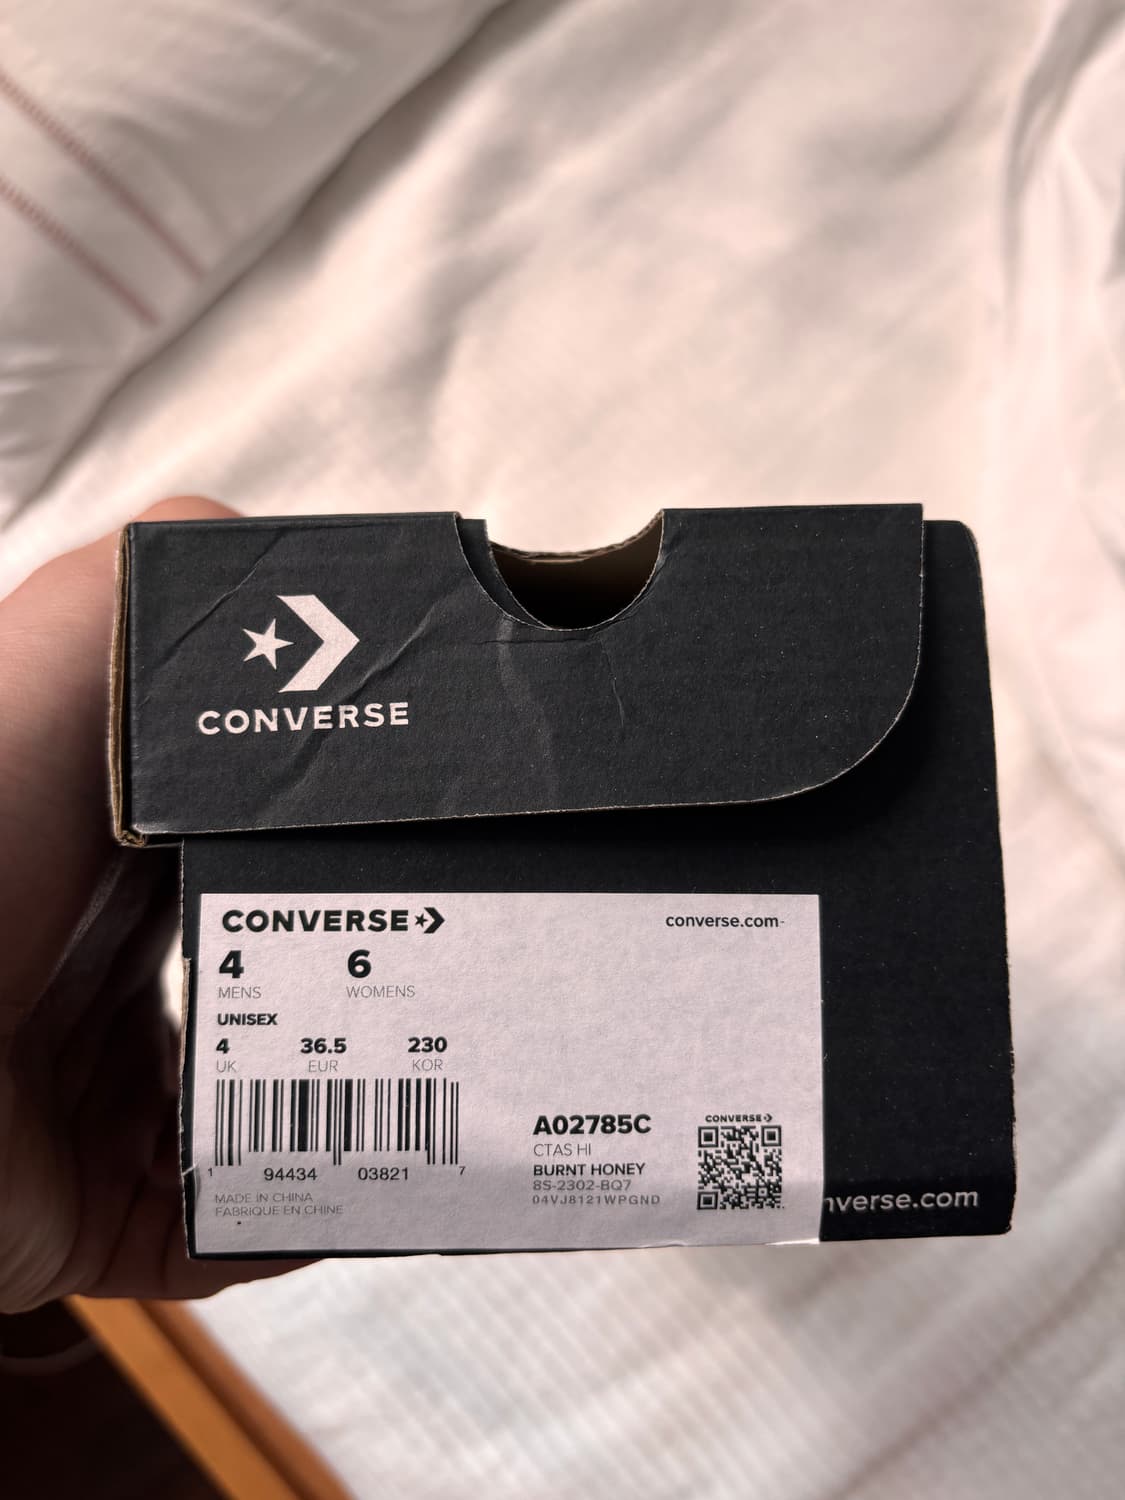 CONVERSE
CONVERSE
converse.com
4 6
MENS WOMENS
UNISEX
4 36.5 230
UK EUR KOR
1 94434 03821 7
MADE IN CHINA
FABRIQUE EN CHINE
A02785C
CTAS HI
BURNT HONEY
8S-2302-BQ7
04VJ8121WPGND
CONVERSE
nverse.com